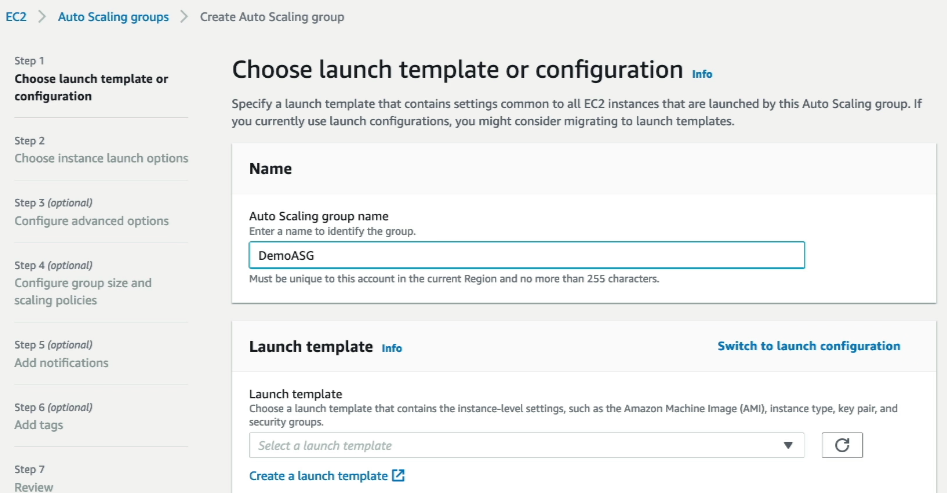 EC2 > Auto Scaling groups > Create Auto Scaling group
Step 1
Choose launch template or
configuration
Step 2
Choose instance launch options
Step 3 (optional)
Configure advanced options
Step 4 (optional)
Configure group size and
scaling policies
Step 5 (optional)
Add notifications
Step 6 (optional)
Add tags
Step 7
Review
Choose launch template or configuration Info
Specify a launch template that contains settings common to all EC2 instances that are launched by this Auto Scaling group. If
you currently use launch configurations, you might consider migrating to launch templates.
Name
Auto Scaling group name
Enter a name to identify the group.
DemoASG
Must be unique to this account in the current Region and no more than 255 characters.
Launch template Info
Switch to launch configuration
Launch template
Choose a launch template that contains the instance-level settings, such as the Amazon Machine Image (AMI), instance type, key pair, and
security groups.
Select a launch template
Create a launch template